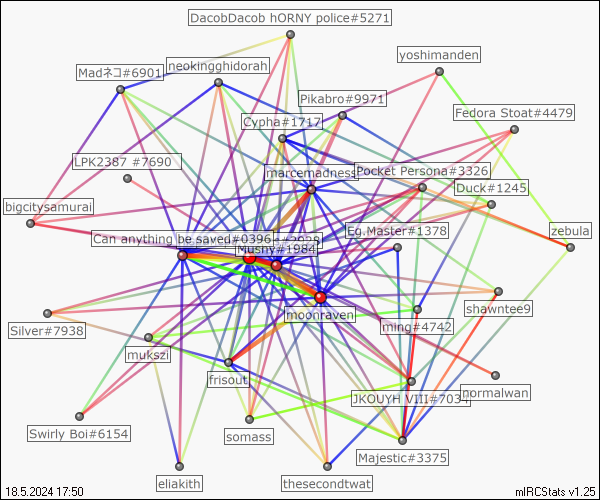 DacobDacob hORNY police#5271
yoshimanden
neokingghidorah
Madネコ#6901
Pikabro#9971
Fedora Stoat#4479
Cypha#1717
LPK2387 #7690
marcemadness
Pocket Persona#3326
Duck#1245
bigcitysamurai
Eg.Master#1378
zebula
Can anything be saved#0396
Mushy#1984
shawntee9
moonraven
ming#4742
Silver#7938
mukszi
frisout
normalwan
JKOUYH VIII#7034
Swirly Boi#6154
somass
Majestic#3375
eliakith
thesecondtwat
18.5.2024 17:50
mIRCStats v1.25